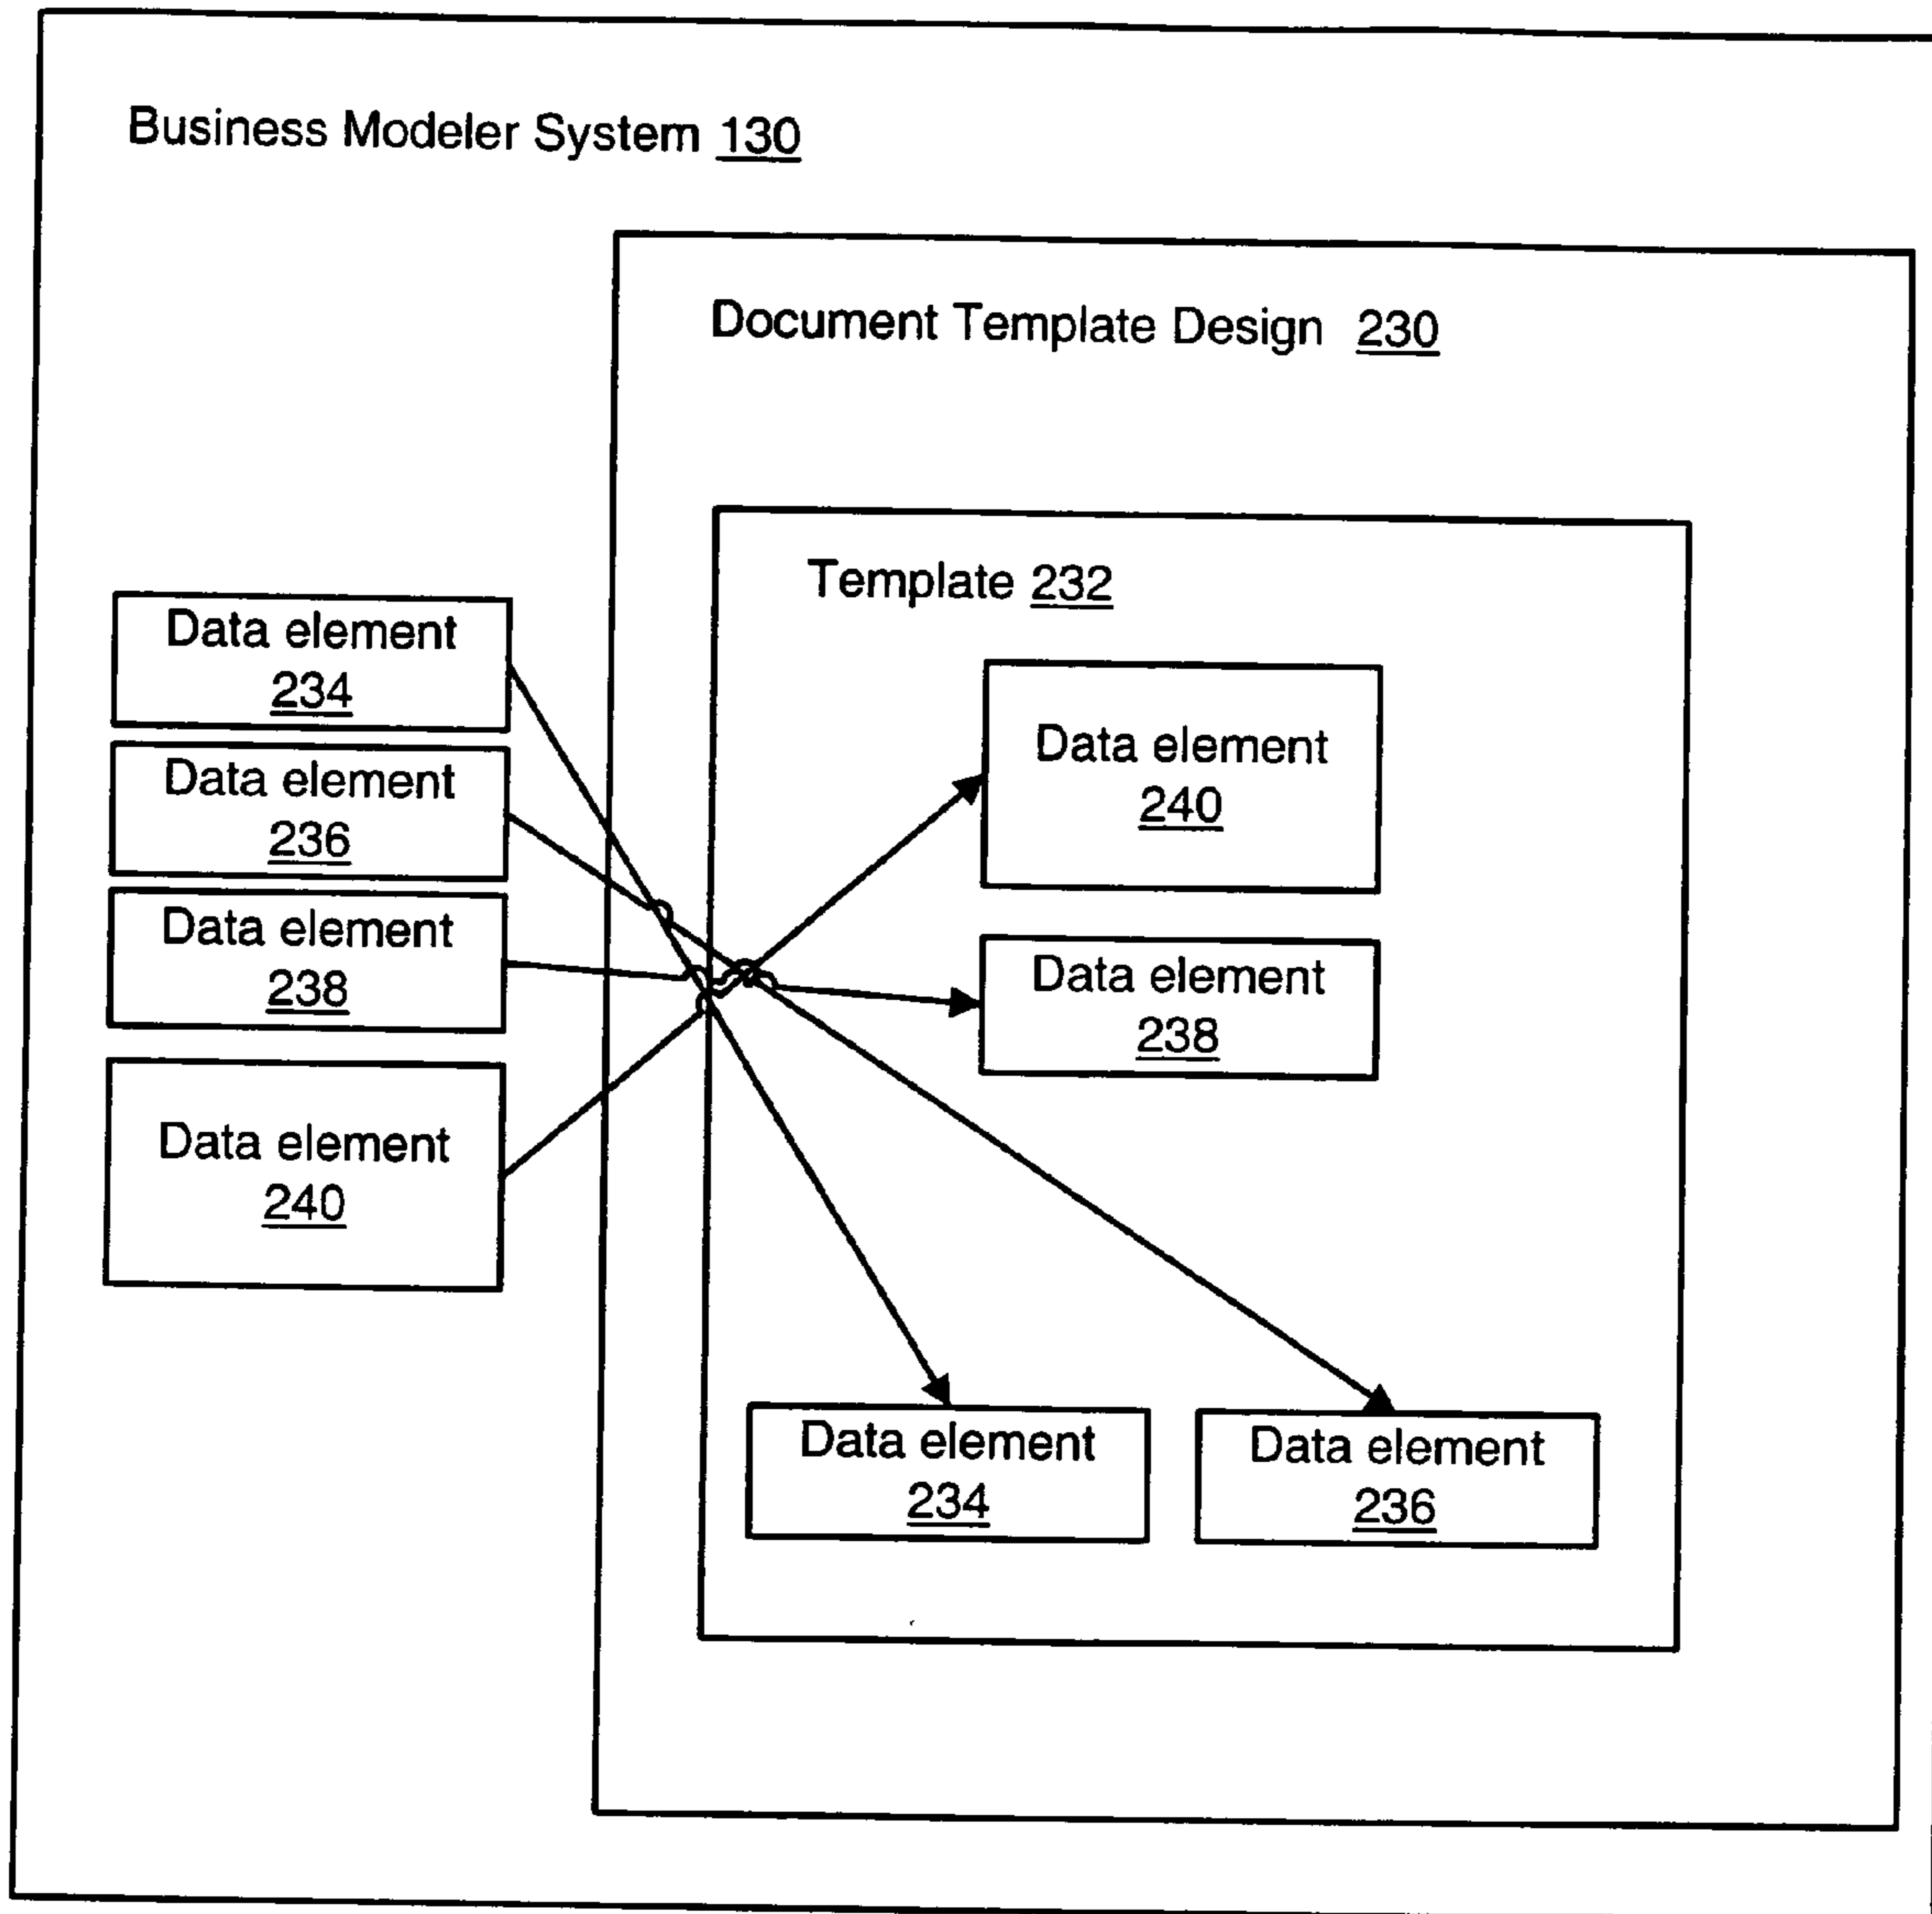 Business Modeler System 130
Document Template Design 230
Template 232
Data element
234
Data element
236
Data element
238
Data element
240
Data element
240
Data element
238
Data element
234
Data element
236